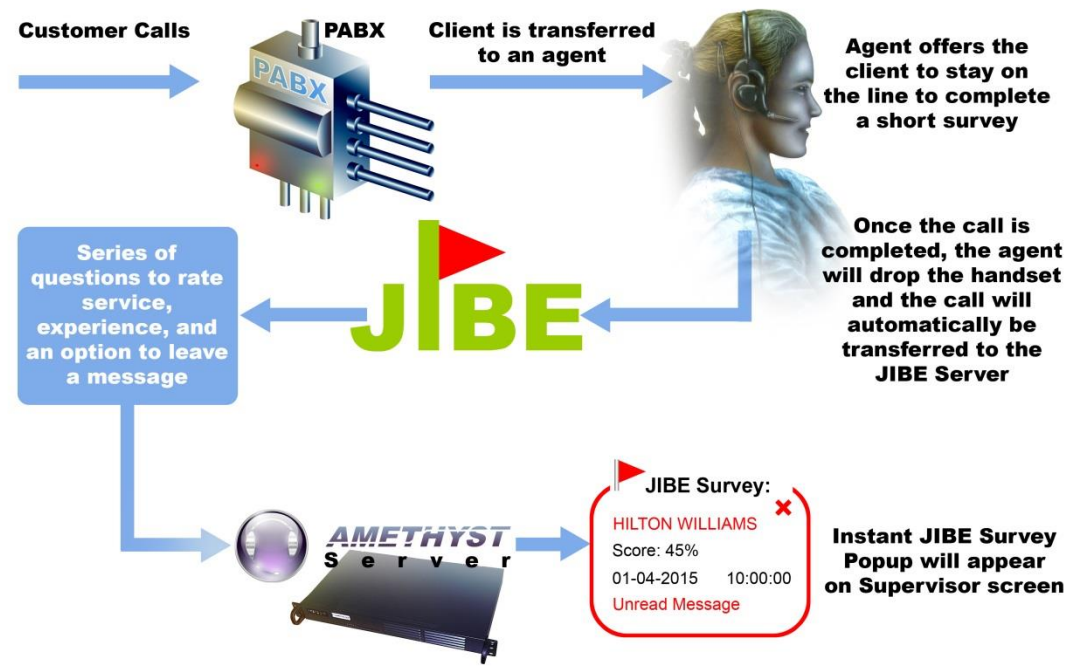 Customer Calls
PABX
PABX
Client is transferred
to an agent
Agent offers the
client to stay on
the line to complete
a short survey
Once the call is
completed, the agent
will drop the handset
and the call will
automatically be
transferred to the
JIBE Server
JIBE
Series of
questions to rate
service,
experience, and
an option to leave
a message
AMETHYST
Server
JIBE Survey:
HILTON WILLIAMS
Score: 45%
01-04-2015 10:00:00
Unread Message
Instant JIBE Survey
Popup will appear
on Supervisor screen